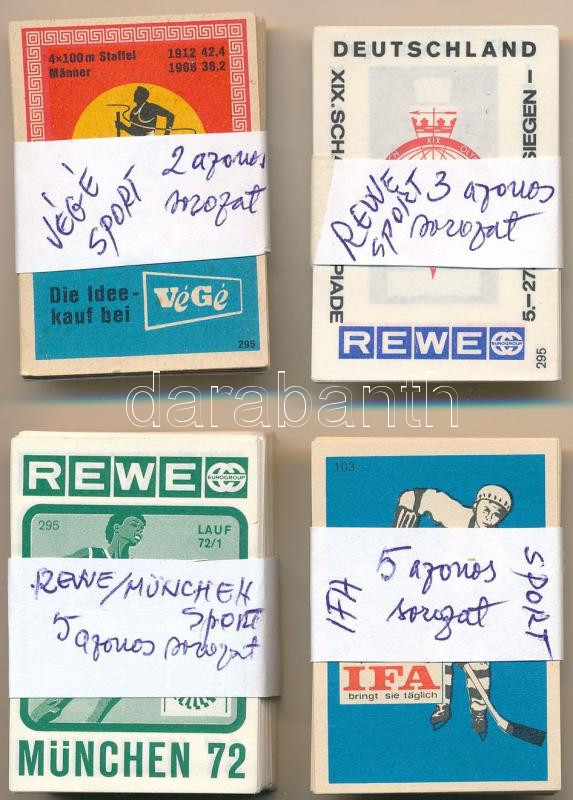 4×100m Staffel 1912 42,4
Männer 1968 38,2
VÉGÉ 2 azonos
SPORT sorozat
Die Idee-
kauf bei VéGé
295
DEUTSCHLAND
XIX. SCH
SIEGEN –
XIX
OLY
REWE 3 azonos
SPORT sorozat
PIADE
5.–27
REWE
EUROGROUP
295
darabanth
REWE
EUROGROUP
295
LAUF
72/1
REWE/MÜNCHEN
SPORT
5 azonos sorozat
MÜNCHEN 72
103
IFA 5 azonos SPORT
sorozat
IFA
bringt sie täglich